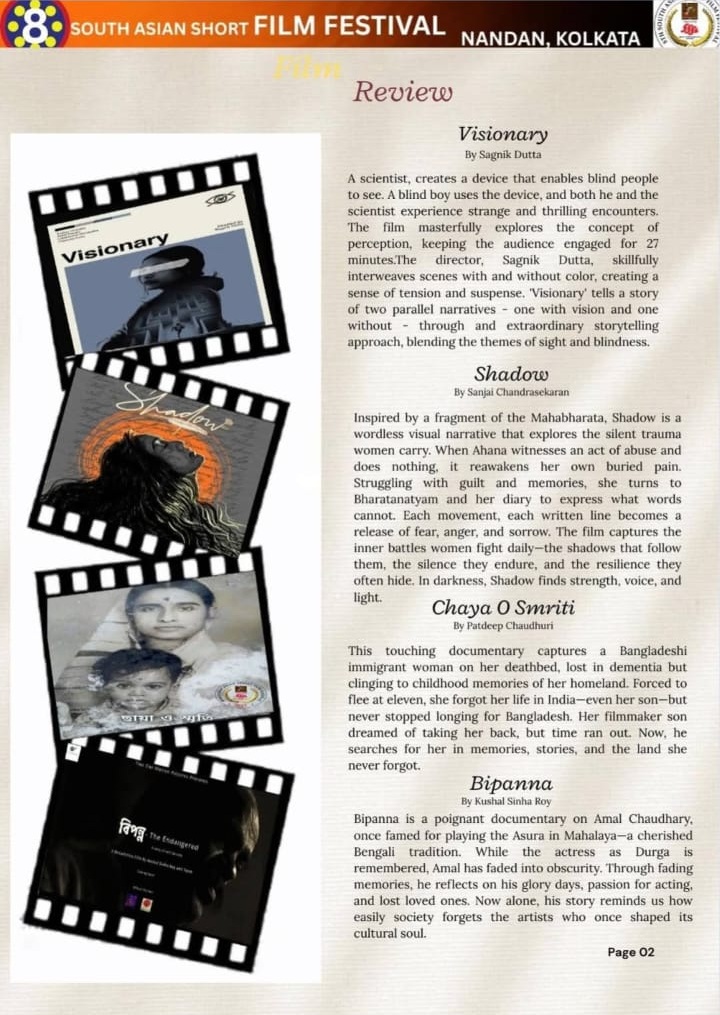 8 SOUTH ASIAN SHORT FILM FESTIVAL
NANDAN, KOLKATA
Film
Review
Visionary
Shadow
ছায়া ও স্মৃতি
Two Cat Warren Pictures Presents
বিপন্ন - The Endangered
Visionary
By Sagnik Dutta
A scientist, creates a device that enables blind people
to see. A blind boy uses the device, and both he and the
scientist experience strange and thrilling encounters.
The film masterfully explores the concept of
perception, keeping the audience engaged for 27
minutes.The director, Sagnik Dutta, skillfully
interweaves scenes with and without color, creating a
sense of tension and suspense. 'Visionary' tells a story
of two parallel narratives - one with vision and one
without - through and extraordinary storytelling
approach, blending the themes of sight and blindness.
Shadow
By Sanjai Chandrasekaran
Inspired by a fragment of the Mahabharata, Shadow is a
wordless visual narrative that explores the silent trauma
women carry. When Ahana witnesses an act of abuse and
does nothing, it reawakens her own buried pain.
Struggling with guilt and memories, she turns to
Bharatanatyam and her diary to express what words
cannot. Each movement, each written line becomes a
release of fear, anger, and sorrow. The film captures the
inner battles women fight daily—the shadows that follow
them, the silence they endure, and the resilience they
often hide. In darkness, Shadow finds strength, voice, and
light.
Chaya O Smriti
By Patdeep Chaudhuri
This touching documentary captures a Bangladeshi
immigrant woman on her deathbed, lost in dementia but
clinging to childhood memories of her homeland. Forced to
flee at eleven, she forgot her life in India—even her son—but
never stopped longing for Bangladesh. Her filmmaker son
dreamed of taking her back, but time ran out. Now, he
searches for her in memories, stories, and the land she
never forgot.
Bipanna
By Kushal Sinha Roy
Bipanna is a poignant documentary on Amal Chaudhary,
once famed for playing the Asura in Mahalaya—a cherished
Bengali tradition. While the actress as Durga is
remembered, Amal has faded into obscurity. Through fading
memories, he reflects on his glory days, passion for acting,
and lost loved ones. Now alone, his story reminds us how
easily society forgets the artists who once shaped its
cultural soul.
Page 02